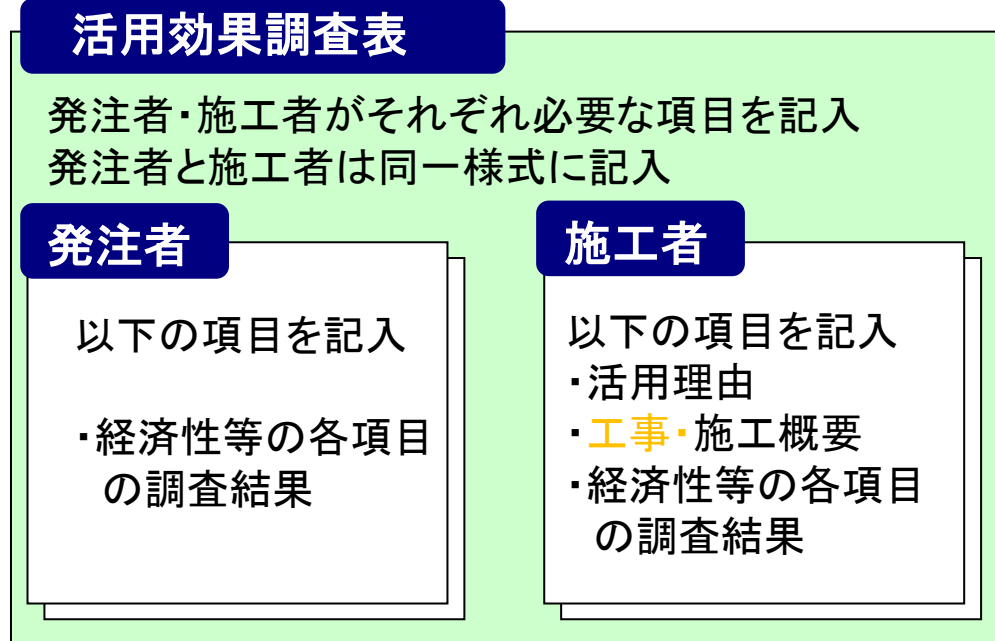 活用効果調査表
発注者・施工者がそれぞれ必要な項目を記入
発注者と施工者は同一様式に記入
発注者
以下の項目を記入
・経済性等の各項目
の調査結果
施工者
以下の項目を記入
・活用理由
・工事・施工概要
・経済性等の各項目
の調査結果